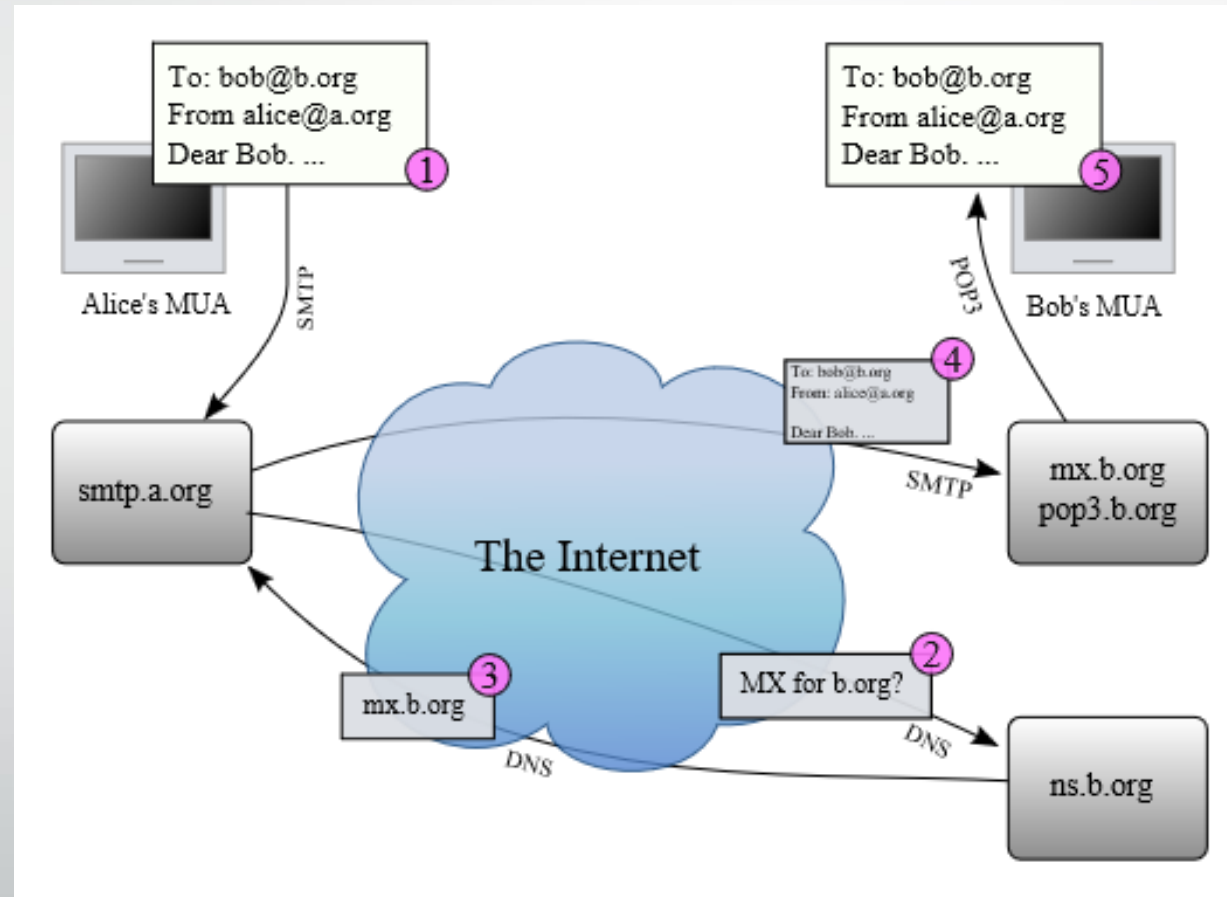 To: bob@b.org
From alice@a.org
Dear Bob. ...
1
Alice's MUA
SMTP
To: bob@b.org
From alice@a.org
Dear Bob. ...
5
Bob's MUA
POP3
To: bob@b.org
From: alice@a.org
Dear Bob. ...
4
SMTP
smtp.a.org
mx.b.org
pop3.b.org
The Internet
MX for b.org?
2
DNS
mx.b.org
3
DNS
ns.b.org